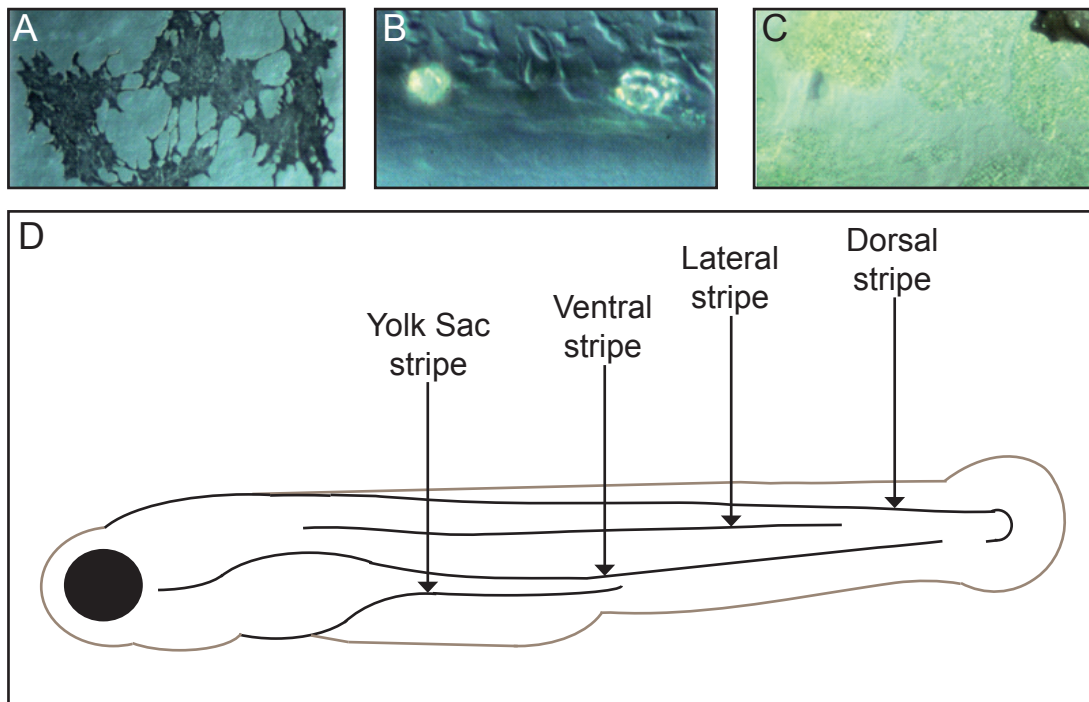 A
B
C
D
Yolk Sac
stripe
Ventral
stripe
Lateral
stripe
Dorsal
stripe